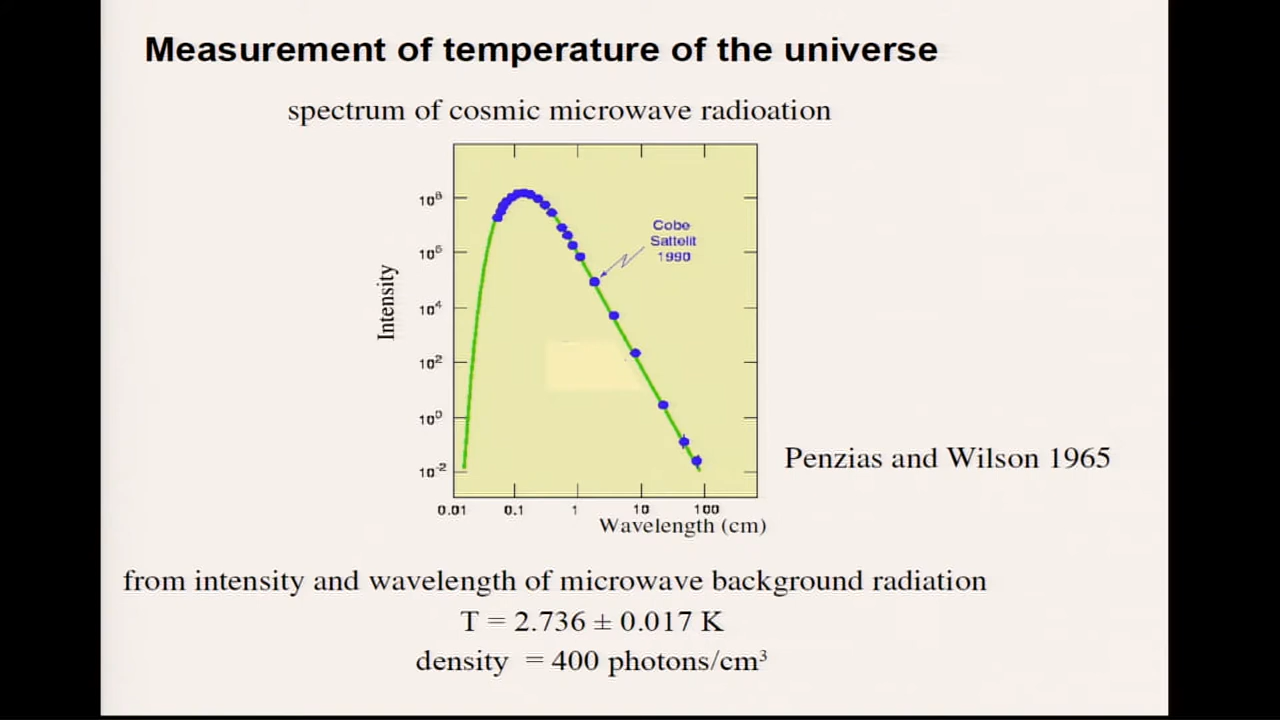 Measurement of temperature of the universe
spectrum of cosmic microwave radioation
Cobe
Sattelit
1990
Intensity
10⁸
10⁶
10⁴
10²
10⁰
10⁻²
0.01 0.1 1 10 100
Wavelength (cm)
Penzias and Wilson 1965
from intensity and wavelength of microwave background radiation
T = 2.736 ± 0.017 K
density = 400 photons/cm³